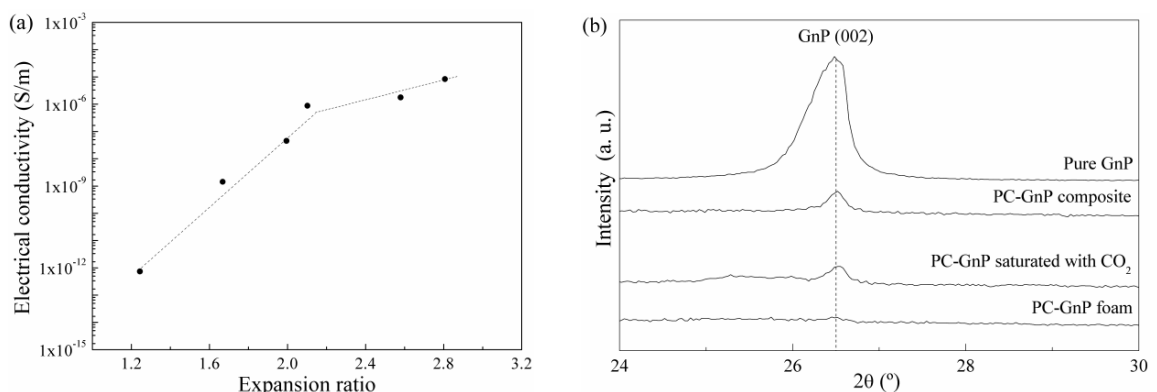 (a)
Electrical conductivity (S/m)
1x10⁻³
1x10⁻⁶
1x10⁻⁹
1x10⁻¹²
1x10⁻¹⁵
1.2 1.6 2.0 2.4 2.8 3.2
Expansion ratio
(b)
GnP (002)
Intensity (a. u.)
Pure GnP
PC-GnP composite
PC-GnP saturated with CO₂
PC-GnP foam
24 26 28 30
2θ (º)